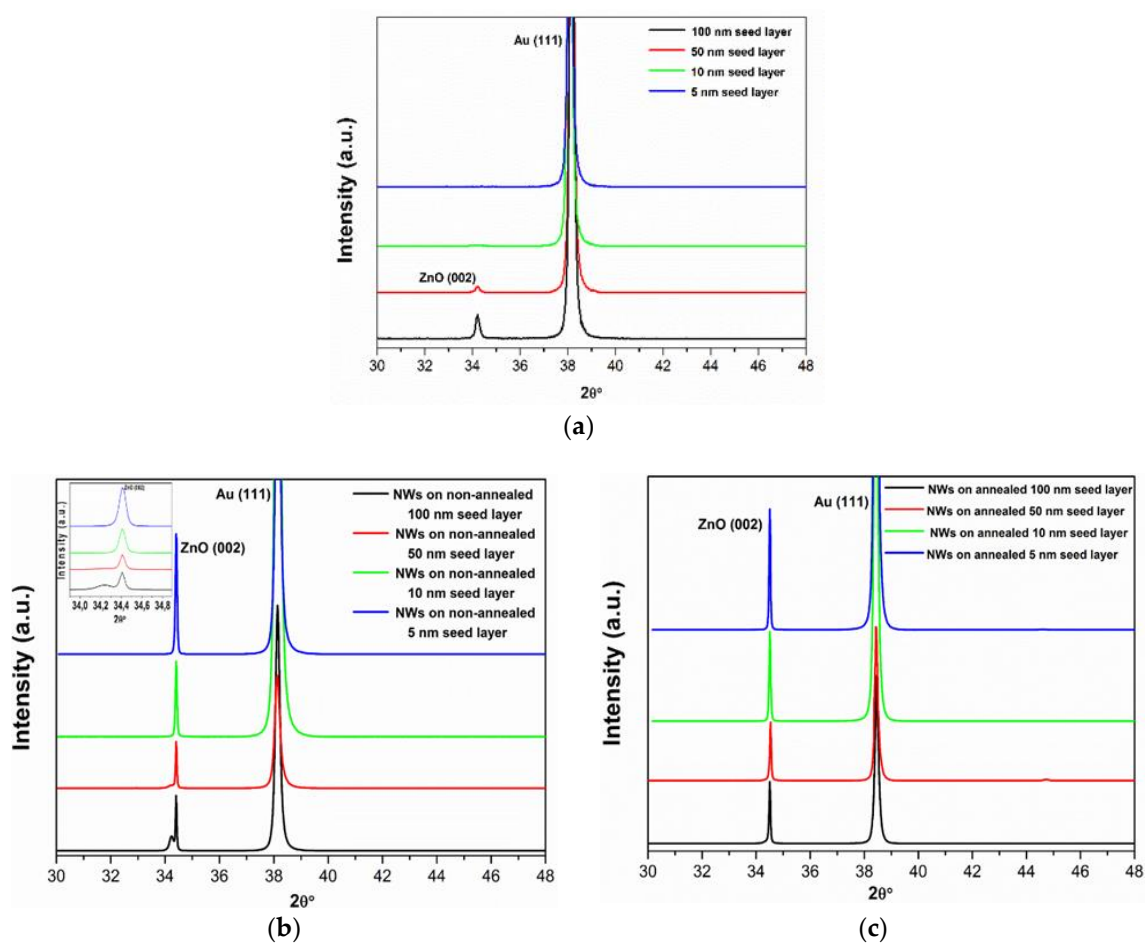 Au (111)
100 nm seed layer
50 nm seed layer
10 nm seed layer
5 nm seed layer
Intensity (a.u.)
ZnO (002)
30 32 34 36 38 40 42 44 46 48
2θ°
(a)
ZnO (002)
Intensity (a.u.)
34,0 34,2 34,4 34,6 34,8
2θ°
Au (111)
ZnO (002)
NWs on non-annealed
100 nm seed layer
NWs on non-annealed
50 nm seed layer
NWs on non-annealed
10 nm seed layer
NWs on non-annealed
5 nm seed layer
Intensity (a.u.)
30 32 34 36 38 40 42 44 46 48
2θ°
(b)
Au (111)
ZnO (002)
NWs on annealed 100 nm seed layer
NWs on annealed 50 nm seed layer
NWs on annealed 10 nm seed layer
NWs on annealed 5 nm seed layer
Intensity (a.u.)
30 32 34 36 38 40 42 44 46 48
2θ°
(c)